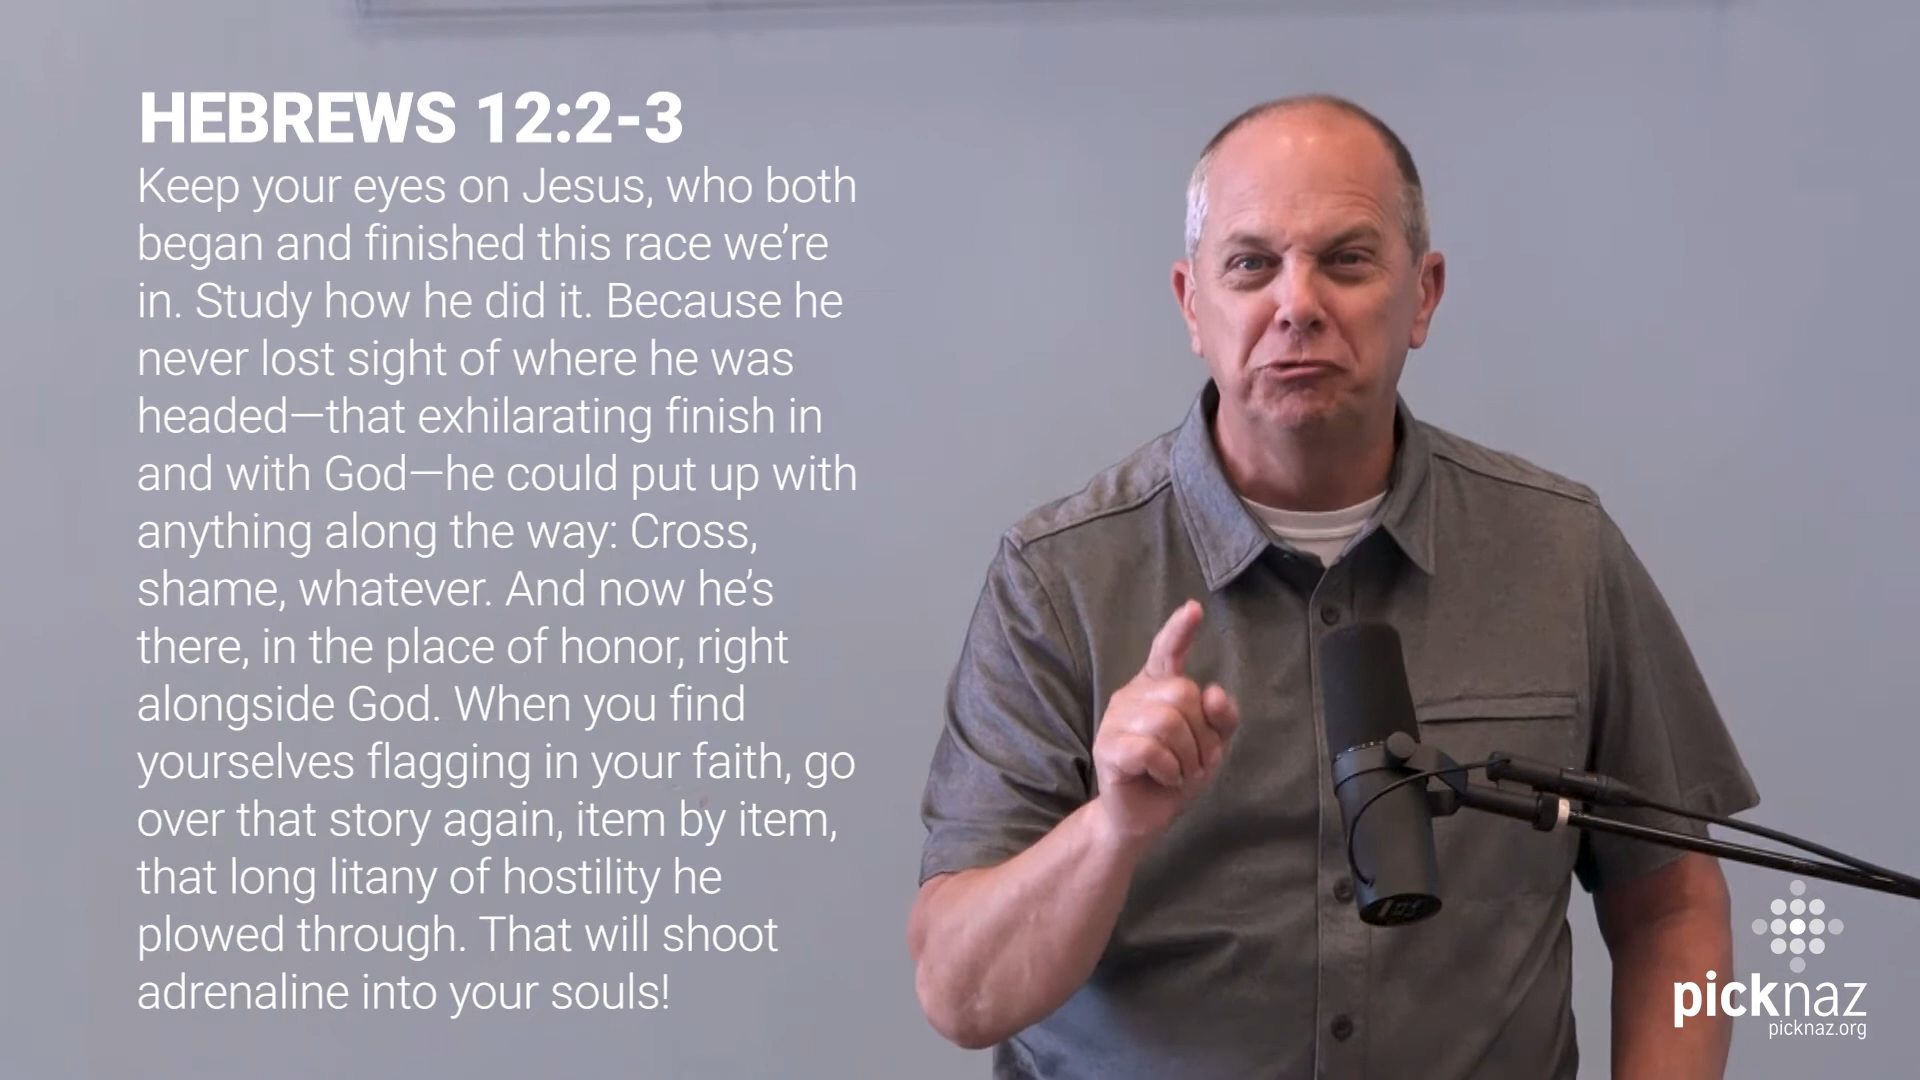 HEBREWS 12:2-3
Keep your eyes on Jesus, who both
began and finished this race we’re
in. Study how he did it. Because he
never lost sight of where he was
headed—that exhilarating finish in
and with God—he could put up with
anything along the way: Cross,
shame, whatever. And now he’s
there, in the place of honor, right
alongside God. When you find
yourselves flagging in your faith, go
over that story again, item by item,
that long litany of hostility he
plowed through. That will shoot
adrenaline into your souls!
picknaz
picknaz.org